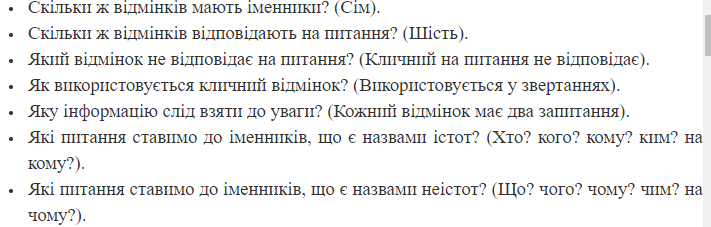 • Скільки ж відмінків мають іменники? (Сім).
• Скільки ж відмінків відповідають на питання? (Шість).
• Який відмінок не відповідає на питання? (Кличний на питання не відповідає).
• Як використовується кличний відмінок? (Використовується у звертаннях).
• Яку інформацію слід взяти до уваги? (Кожний відмінок має два запитання).
• Які питання ставимо до іменників, що є назвами істот? (Хто? кого? кому? ким? на
кому?).
• Які питання ставимо до іменників, що є назвами неістот? (Що? чого? чому? чим? на
чому?).